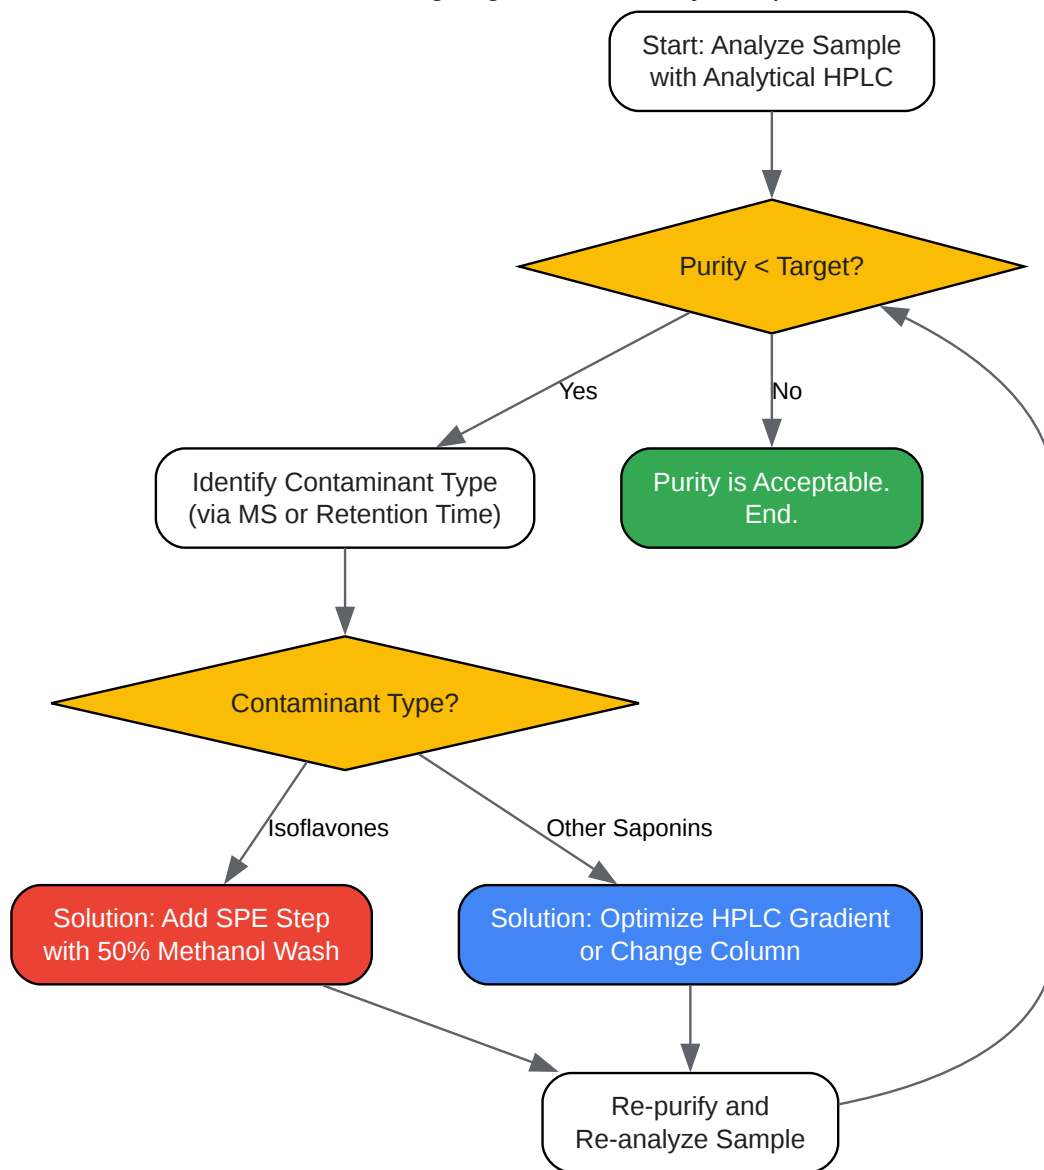 Start: Analyze Sample
with Analytical HPLC
Purity < Target?
Yes
No
Identify Contaminant Type
(via MS or Retention Time)
Purity is Acceptable.
End.
Contaminant Type?
Isoflavones
Other Saponins
Solution: Add SPE Step
with 50% Methanol Wash
Solution: Optimize HPLC Gradient
or Change Column
Re-purify and
Re-analyze Sample